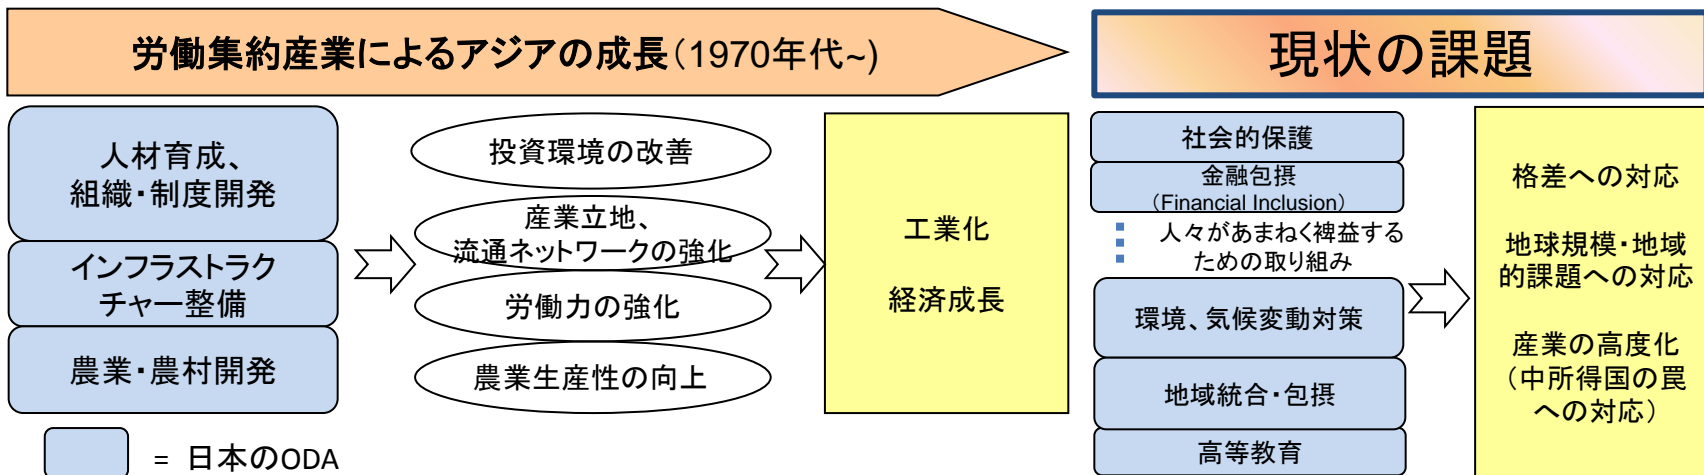 労働集約産業によるアジアの成長(1970年代~)
現状の課題
人材育成、
組織・制度開発
インフラストラク
チャー整備
農業・農村開発
= 日本のODA
投資環境の改善
産業立地、
流通ネットワークの強化
労働力の強化
農業生産性の向上
工業化
経済成長
社会的保護
金融包摂
(Financial Inclusion)
人々があまねく裨益する
ための取り組み
環境、気候変動対策
地域統合・包摂
高等教育
格差への対応
地球規模・地域
的課題への対応
産業の高度化
(中所得国の罠
への対応)